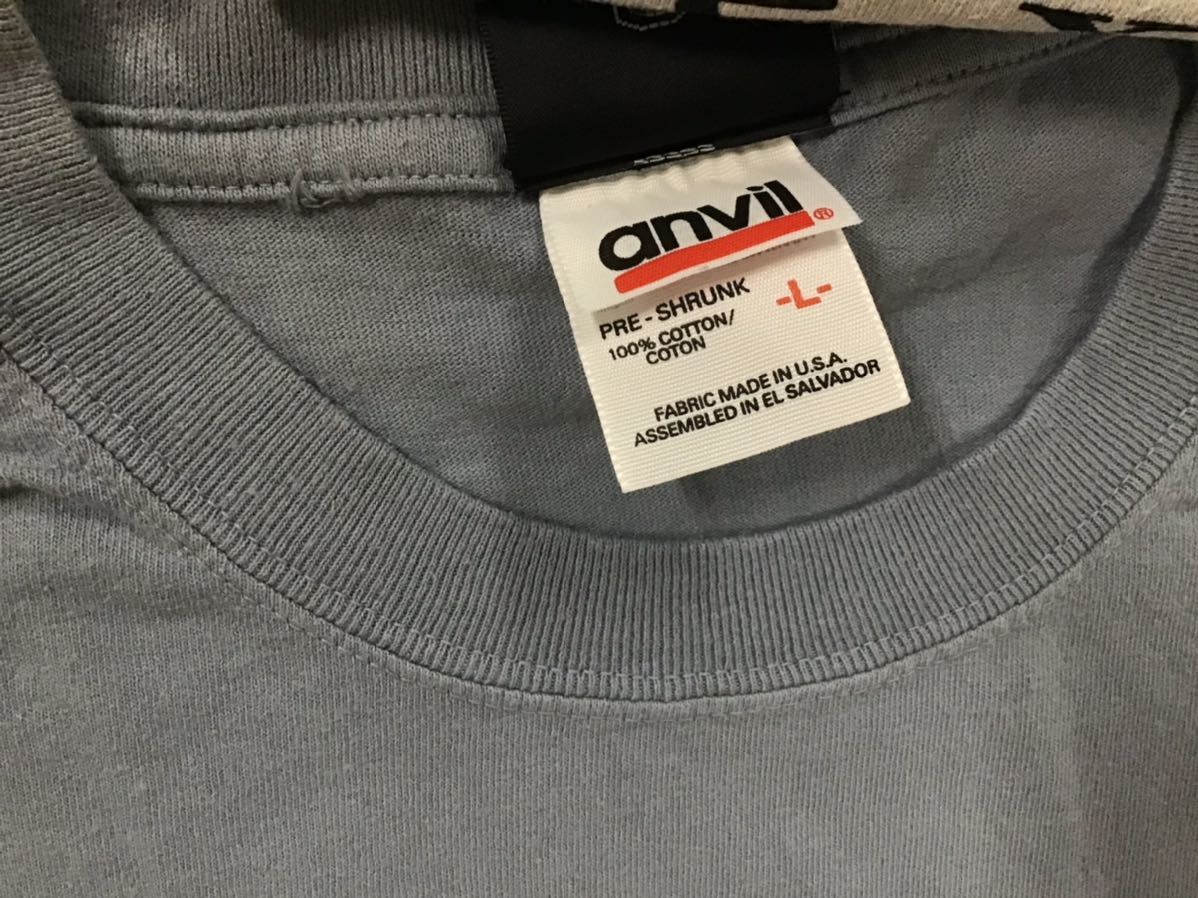 anvil®
PRE-SHRUNK -L-
100% COTTON/
COTON
FABRIC MADE IN U.S.A.
ASSEMBLED IN EL SALVADOR